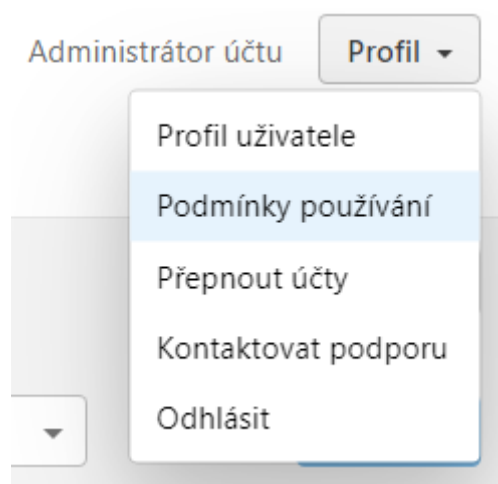 Administrátor účtu Profil
Profil uživatele
Podmínky používání
Přepnout účty
Kontaktovat podporu
Odhlásit